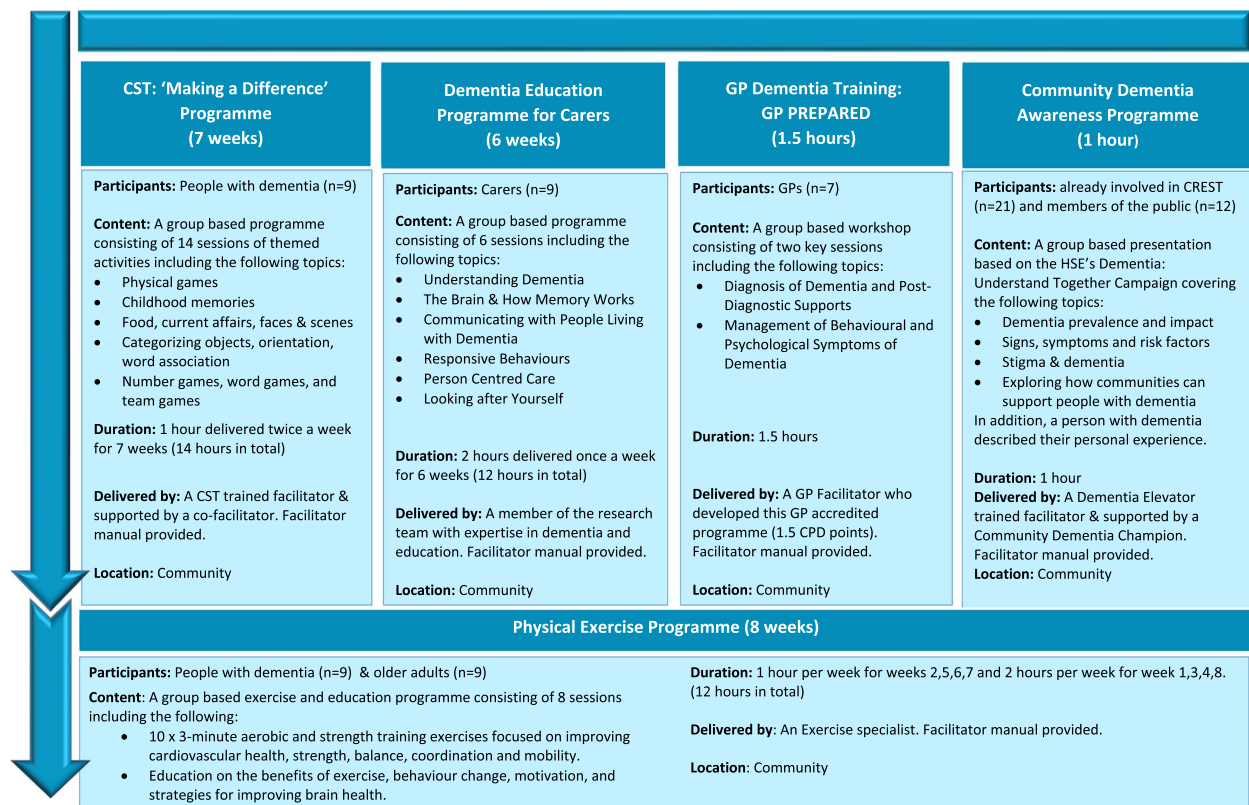 CST: ‘Making a Difference’
Programme
(7 weeks)
Participants: People with dementia (n=9)
Content: A group based programme
consisting of 14 sessions of themed
activities including the following topics:
• Physical games
• Childhood memories
• Food, current affairs, faces & scenes
• Categorizing objects, orientation,
word association
• Number games, word games, and
team games
Duration: 1 hour delivered twice a week
for 7 weeks (14 hours in total)
Delivered by: A CST trained facilitator &
supported by a co-facilitator. Facilitator
manual provided.
Location: Community
Dementia Education
Programme for Carers
(6 weeks)
Participants: Carers (n=9)
Content: A group based programme
consisting of 6 sessions including the
following topics:
• Understanding Dementia
• The Brain & How Memory Works
• Communicating with People Living
with Dementia
• Responsive Behaviours
• Person Centred Care
• Looking after Yourself
Duration: 2 hours delivered once a week
for 6 weeks (12 hours in total)
Delivered by: A member of the research
team with expertise in dementia and
education. Facilitator manual provided.
Location: Community
GP Dementia Training:
GP PREPARED
(1.5 hours)
Participants: GPs (n=7)
Content: A group based workshop
consisting of two key sessions
including the following topics:
• Diagnosis of Dementia and Post-
Diagnostic Supports
• Management of Behavioural and
Psychological Symptoms of
Dementia
Duration: 1.5 hours
Delivered by: A GP Facilitator who
developed this GP accredited
programme (1.5 CPD points).
Facilitator manual provided.
Location: Community
Community Dementia
Awareness Programme
(1 hour)
Participants: already involved in CREST
(n=21) and members of the public (n=12)
Content: A group based presentation
based on the HSE’s Dementia:
Understand Together Campaign covering
the following topics:
• Dementia prevalence and impact
• Signs, symptoms and risk factors
• Stigma & dementia
• Exploring how communities can
support people with dementia
In addition, a person with dementia
described their personal experience.
Duration: 1 hour
Delivered by: A Dementia Elevator
trained facilitator & supported by a
Community Dementia Champion.
Facilitator manual provided.
Location: Community
Physical Exercise Programme (8 weeks)
Participants: People with dementia (n=9) & older adults (n=9)
Content: A group based exercise and education programme consisting of 8 sessions
including the following:
• 10 x 3-minute aerobic and strength training exercises focused on improving
cardiovascular health, strength, balance, coordination and mobility.
• Education on the benefits of exercise, behaviour change, motivation, and
strategies for improving brain health.
Duration: 1 hour per week for weeks 2,5,6,7 and 2 hours per week for week 1,3,4,8.
(12 hours in total)
Delivered by: An Exercise specialist. Facilitator manual provided.
Location: Community